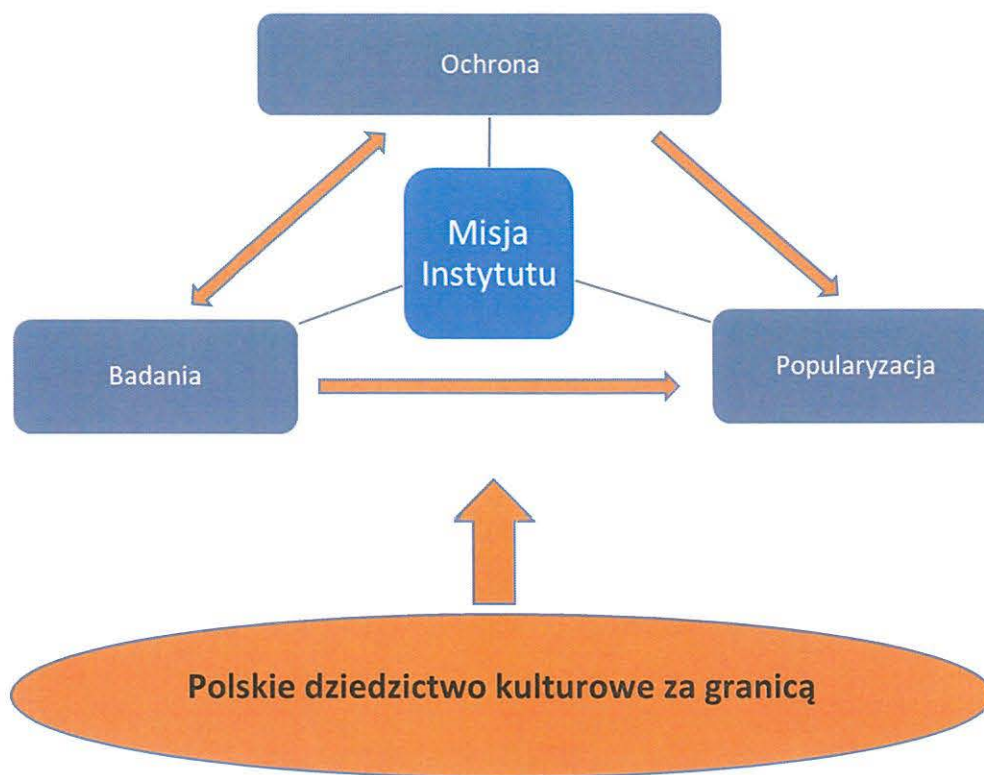 Ochrona
Misja
Instytutu
Badania
Popularyzacja
Polskie dziedzictwo kulturowe za granicą